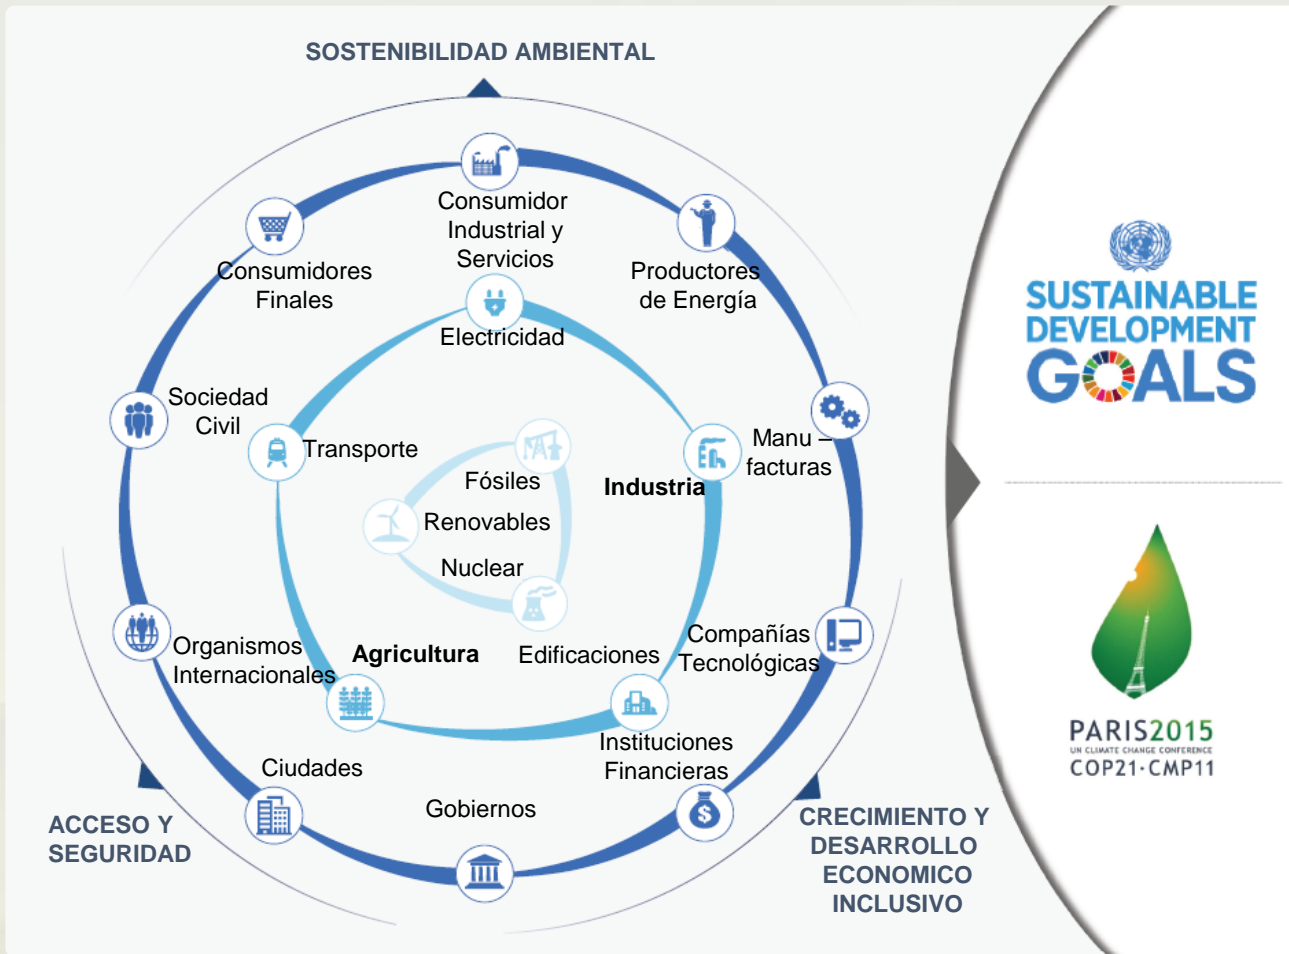 SOSTENIBILIDAD AMBIENTAL
Consumidor
Industrial y
Servicios
Consumidores
Finales
Productores
de Energía
Electricidad
Sociedad
Civil
Transporte
Manu –
facturas
Fósiles
Industria
Renovables
Nuclear
Organismos
Internacionales
Agricultura
Edificaciones
Compañías
Tecnológicas
Instituciones
Financieras
Ciudades
Gobiernos
$
ACCESO Y
SEGURIDAD
CRECIMIENTO Y
DESARROLLO
ECONOMICO
INCLUSIVO
SUSTAINABLE
DEVELOPMENT
GOALS
PARIS2015
UN CLIMATE CHANGE CONFERENCE
COP21·CMP11